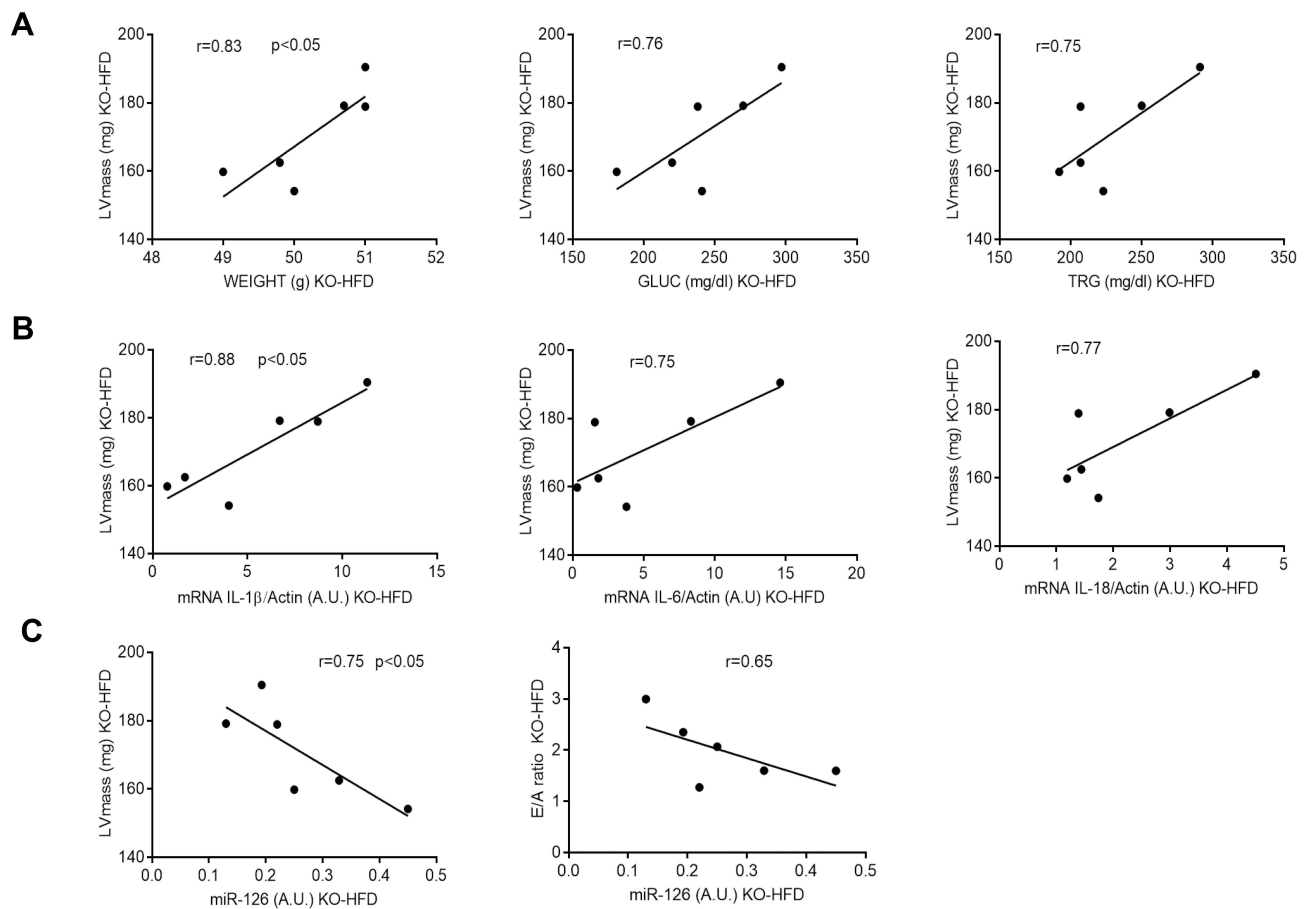 A
200
180
160
140
LVmass (mg) KO-HFD
r=0.83 p<0.05
48 49 50 51 52
WEIGHT (g) KO-HFD
200
180
160
140
LVmass (mg) KO-HFD
r=0.76
150 200 250 300 350
GLUC (mg/dl) KO-HFD
200
180
160
140
LVmass (mg) KO-HFD
r=0.75
150 200 250 300 350
TRG (mg/dl) KO-HFD
B
200
180
160
140
LVmass (mg) KO-HFD
r=0.88 p<0.05
0 5 10 15
mRNA IL-1β/Actin (A.U.) KO-HFD
200
180
160
140
LVmass (mg) KO-HFD
r=0.75
0 5 10 15 20
mRNA IL-6/Actin (A.U) KO-HFD
200
180
160
140
LVmass (mg) KO-HFD
r=0.77
0 1 2 3 4 5
mRNA IL-18/Actin (A.U.) KO-HFD
C
200
180
160
140
LVmass (mg) KO-HFD
r=0.75 p<0.05
0.0 0.1 0.2 0.3 0.4 0.5
miR-126 (A.U.) KO-HFD
4
3
2
1
0
E/A ratio KO-HFD
r=0.65
0.0 0.1 0.2 0.3 0.4 0.5
miR-126 (A.U.) KO-HFD